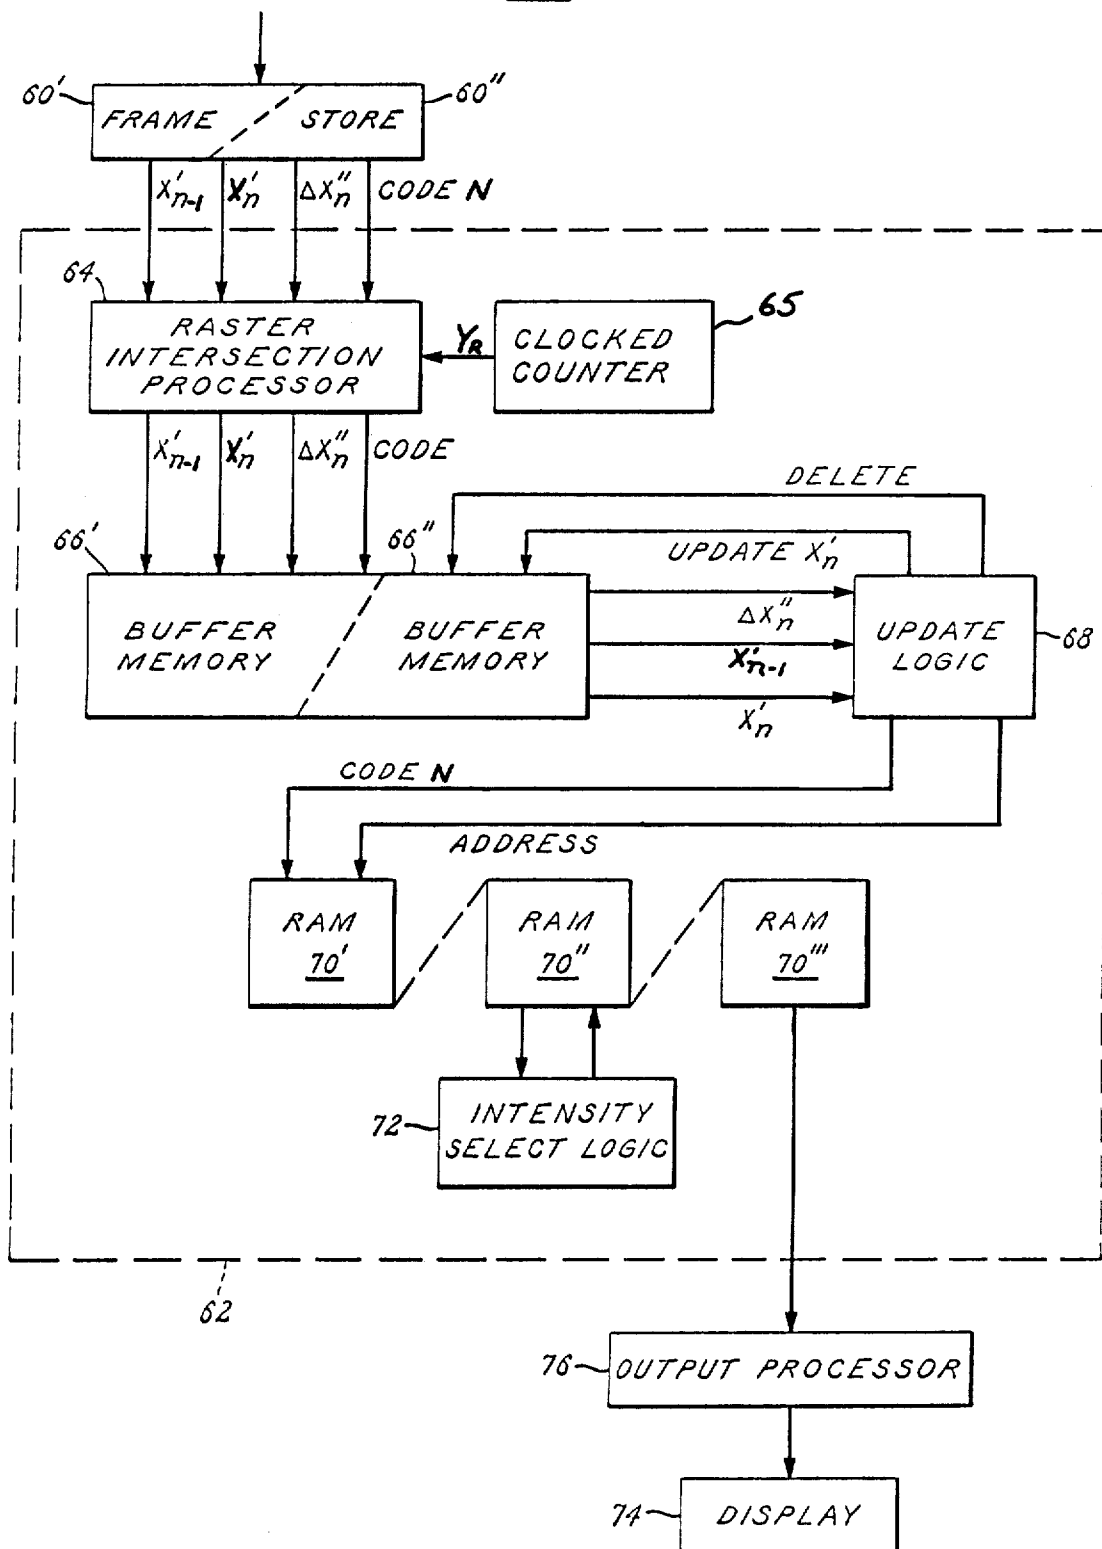 60' 60"
FRAME STORE
X'n-1 X'n ΔX"n CODE N
64
RASTER
INTERSECTION
PROCESSOR
YR
CLOCKED
COUNTER
65
X'n-1 X'n ΔX"n CODE
DELETE
66' 66"
UPDATE X'n
BUFFER
MEMORY
BUFFER
MEMORY
ΔX"n
X'n-1
X'n
UPDATE
LOGIC
68
CODE N
ADDRESS
RAM
70'
RAM
70"
RAM
70'''
72
INTENSITY
SELECT LOGIC
62
76
OUTPUT PROCESSOR
74
DISPLAY